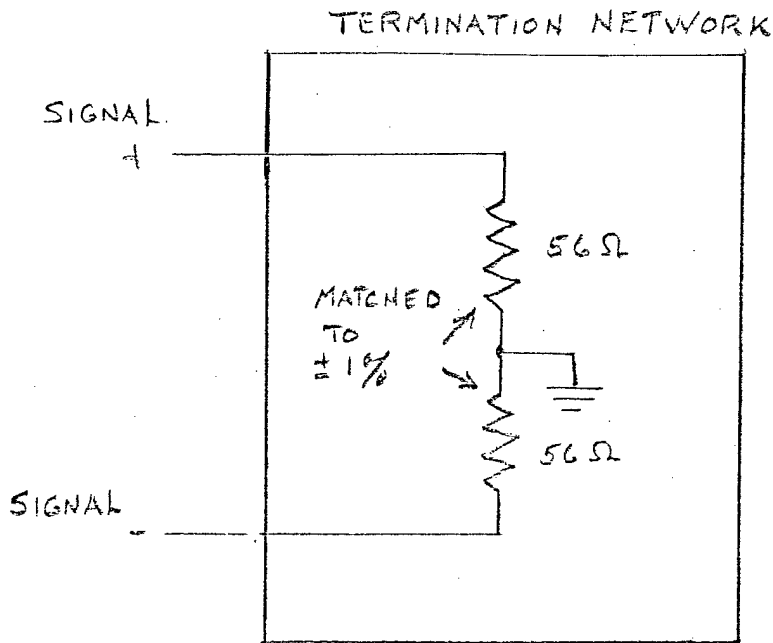 TERMINATION NETWORK
SIGNAL
+
56Ω
MATCHED
TO
± 1%
56Ω
SIGNAL
-